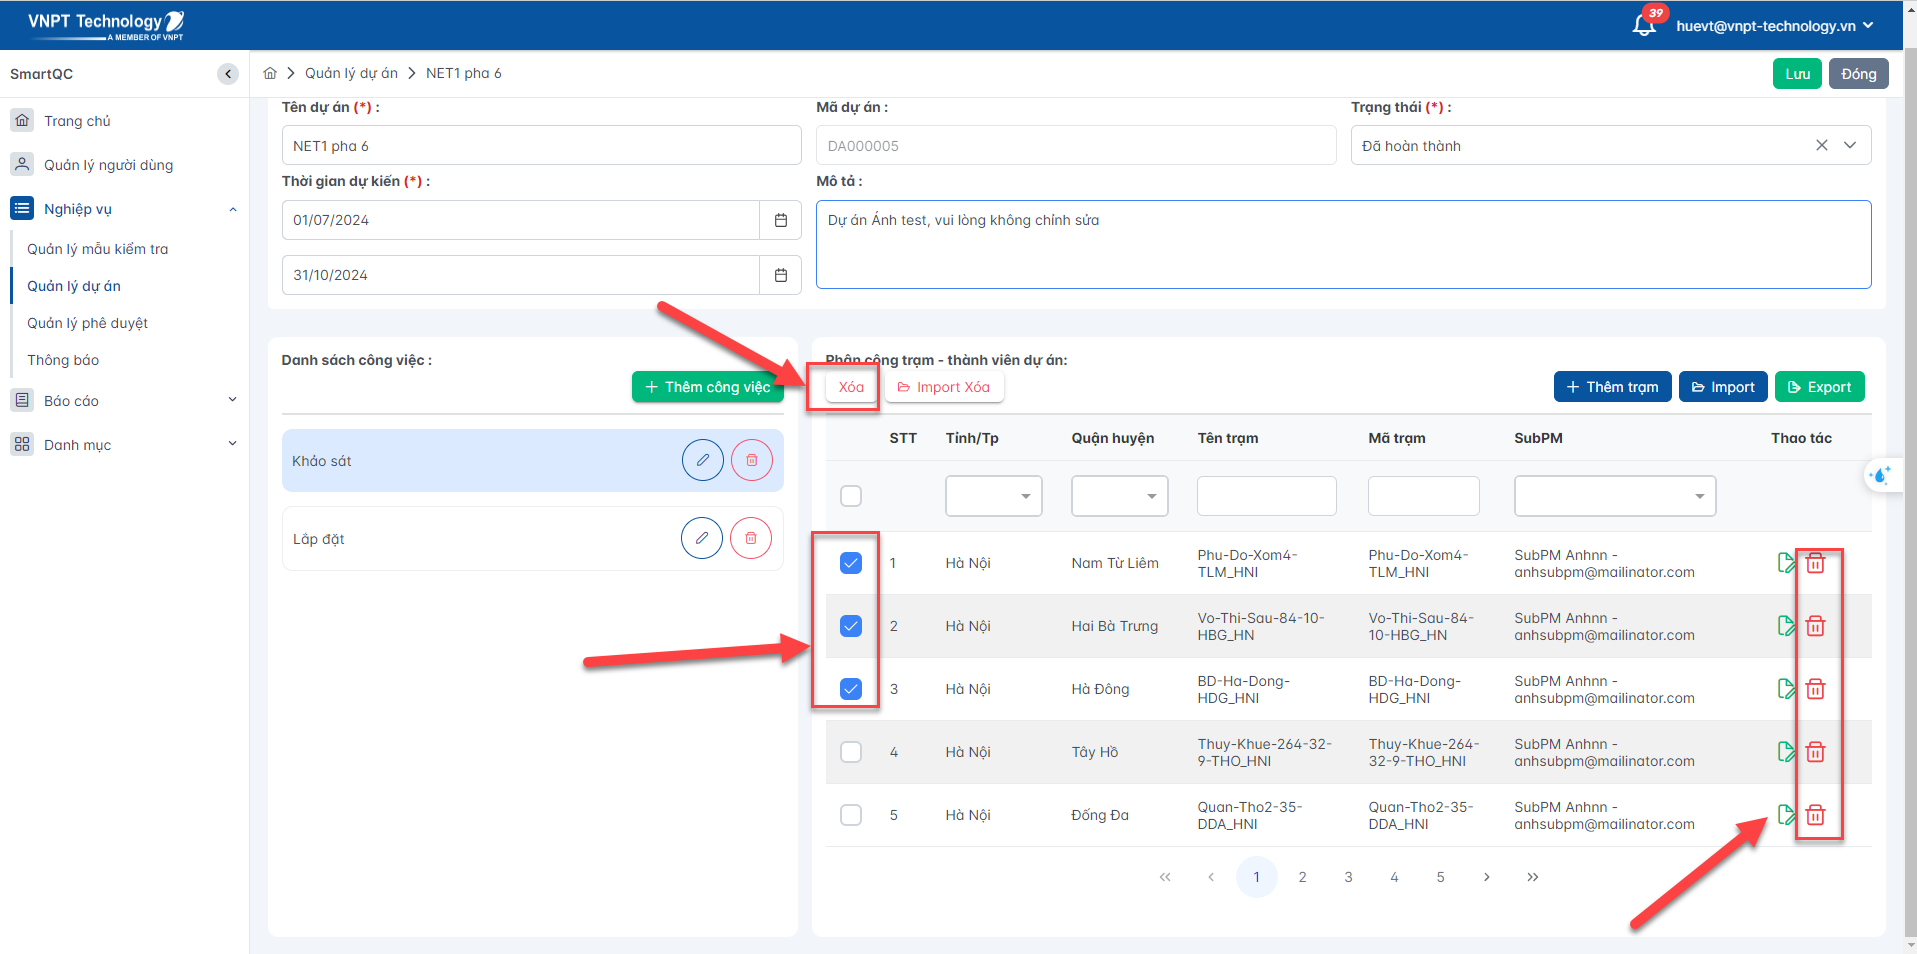 VNPT Technology
A MEMBER OF VNPT
39
huevt@vnpt-technology.vn
SmartQC
Quản lý dự án
NET1 pha 6
Lưu
Đóng
Trang chủ
Quản lý người dùng
Nghiệp vụ
Quản lý mẫu kiểm tra
Quản lý dự án
Quản lý phê duyệt
Thông báo
Báo cáo
Danh mục
Tên dự án (*) :
Mã dự án :
Trạng thái (*) :
NET1 pha 6
DA000005
Đã hoàn thành
Thời gian dự kiến (*) :
Mô tả :
01/07/2024
Dự án Ánh test, vui lòng không chỉnh sửa
31/10/2024
Danh sách công việc :
Thêm công việc
Khảo sát
Lắp đặt
Phân công trạm - thành viên dự án:
Xóa
Import Xóa
Thêm trạm
Import
Export
STT
Tỉnh/Tp
Quận huyện
Tên trạm
Mã trạm
SubPM
Thao tác
1
Hà Nội
Nam Từ Liêm
Phu-Do-Xom4-
TLM_HNI
Phu-Do-Xom4-
TLM_HNI
SubPM Anhnn -
anhsubpm@mailinator.com
2
Hà Nội
Hai Bà Trưng
Vo-Thi-Sau-84-10-
HBG_HN
Vo-Thi-Sau-84-
10-HBG_HN
SubPM Anhnn -
anhsubpm@mailinator.com
3
Hà Nội
Hà Đông
BD-Ha-Dong-
HDG_HNI
BD-Ha-Dong-
HDG_HNI
SubPM Anhnn -
anhsubpm@mailinator.com
4
Hà Nội
Tây Hồ
Thuy-Khue-264-32-
9-THO_HNI
Thuy-Khue-264-
32-9-THO_HNI
SubPM Anhnn -
anhsubpm@mailinator.com
5
Hà Nội
Đống Đa
Quan-Tho2-35-
DDA_HNI
Quan-Tho2-35-
DDA_HNI
SubPM Anhnn -
anhsubpm@mailinator.com
1
2
3
4
5